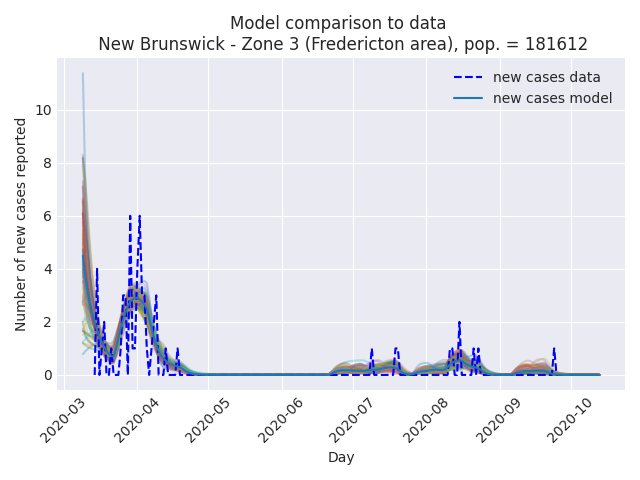 Model comparison to data
New Brunswick - Zone 3 (Fredericton area), pop. = 181612
new cases data
new cases model
Number of new cases reported
10
8
6
4
2
0
2020-03
2020-04
2020-05
2020-06
2020-07
2020-08
2020-09
2020-10
Day